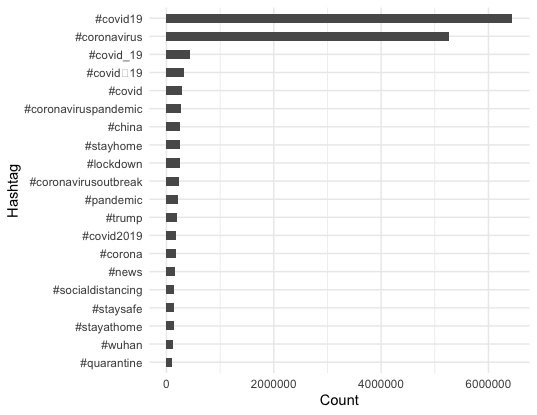 #covid19
#coronavirus
#covid_19
#covid▯19
#covid
#coronaviruspandemic
#china
#stayhome
#lockdown
#coronavirusoutbreak
#pandemic
#trump
#covid2019
#corona
#news
#socialdistancing
#staysafe
#stayathome
#wuhan
#quarantine
Hashtag
0 2000000 4000000 6000000
Count